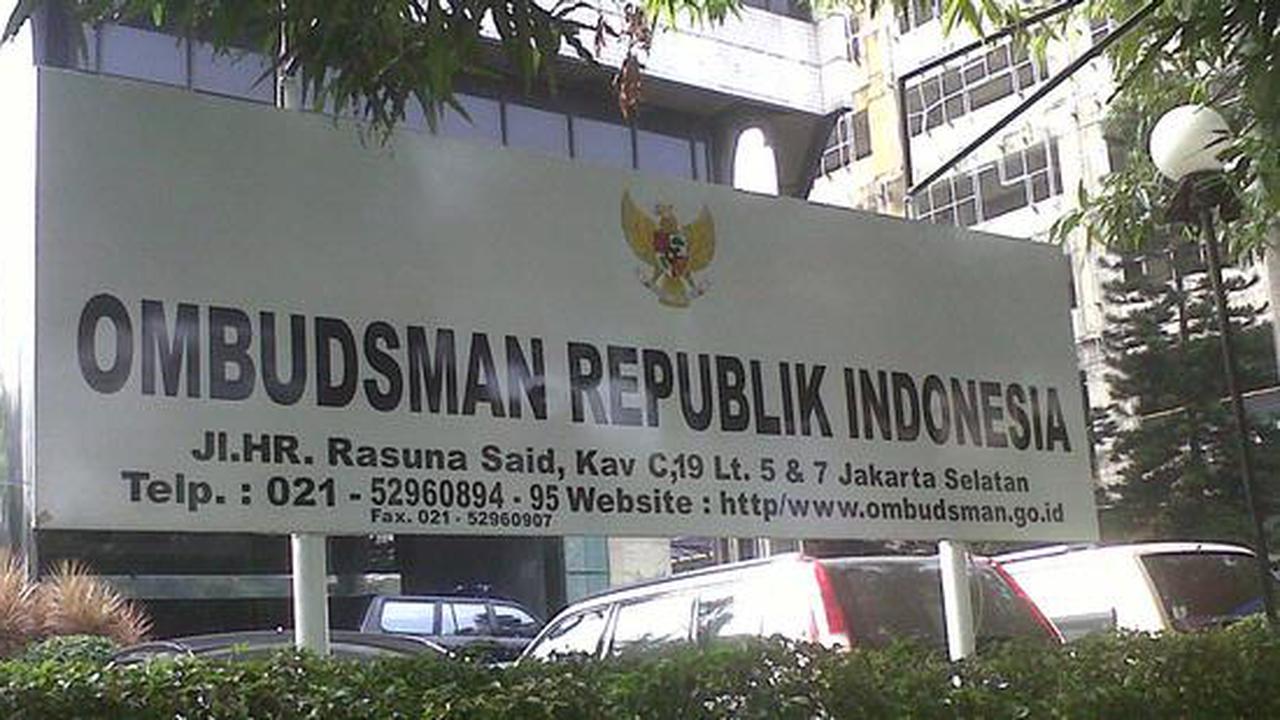 OMBUDSMAN REPUBLIK INDONESIA
Jl.HR. Rasuna Said, Kav C,19 Lt. 5 & 7 Jakarta Selatan
Telp. : 021 - 52960894 - 95 Website : http/www.ombudsman.go.id
Fax. 021 - 52960907